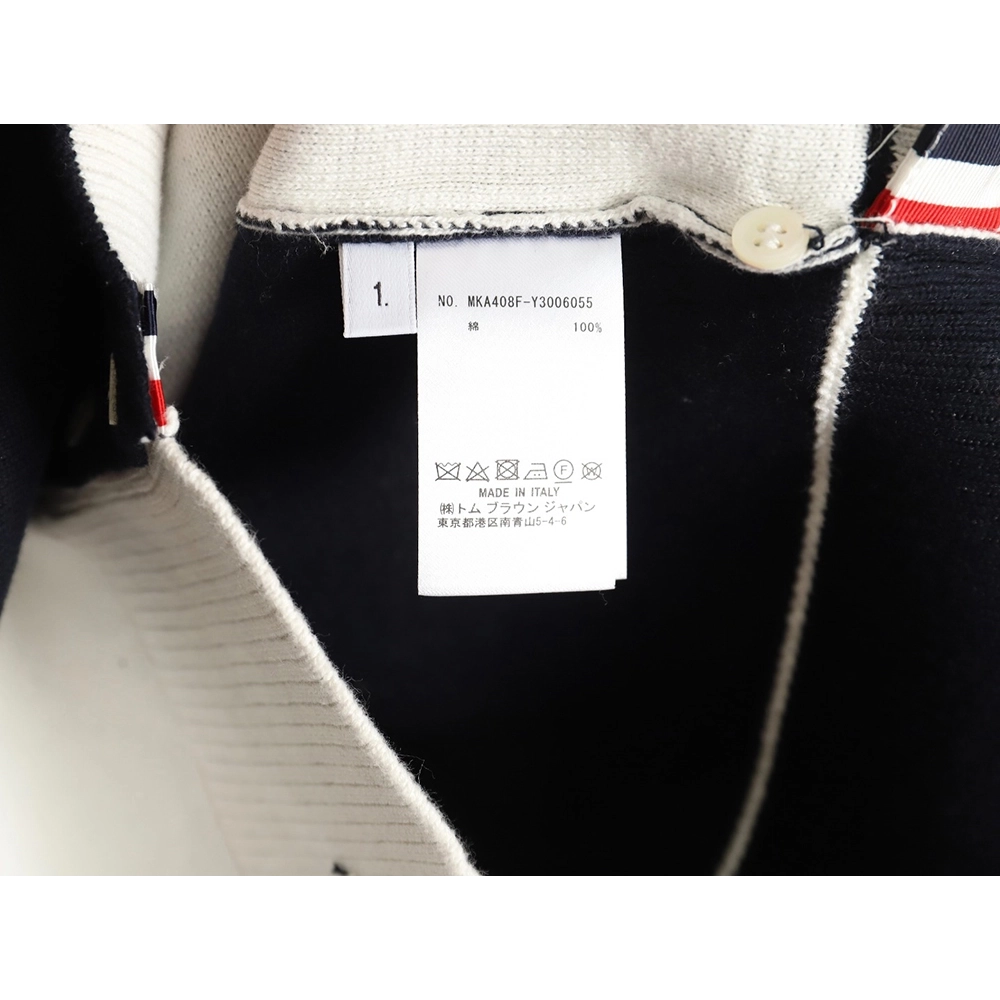 1.
NO. MKA408F-Y3006055
綿 100%
MADE IN ITALY
㈱トム ブラウン ジャパン
東京都港区南青山5-4-6